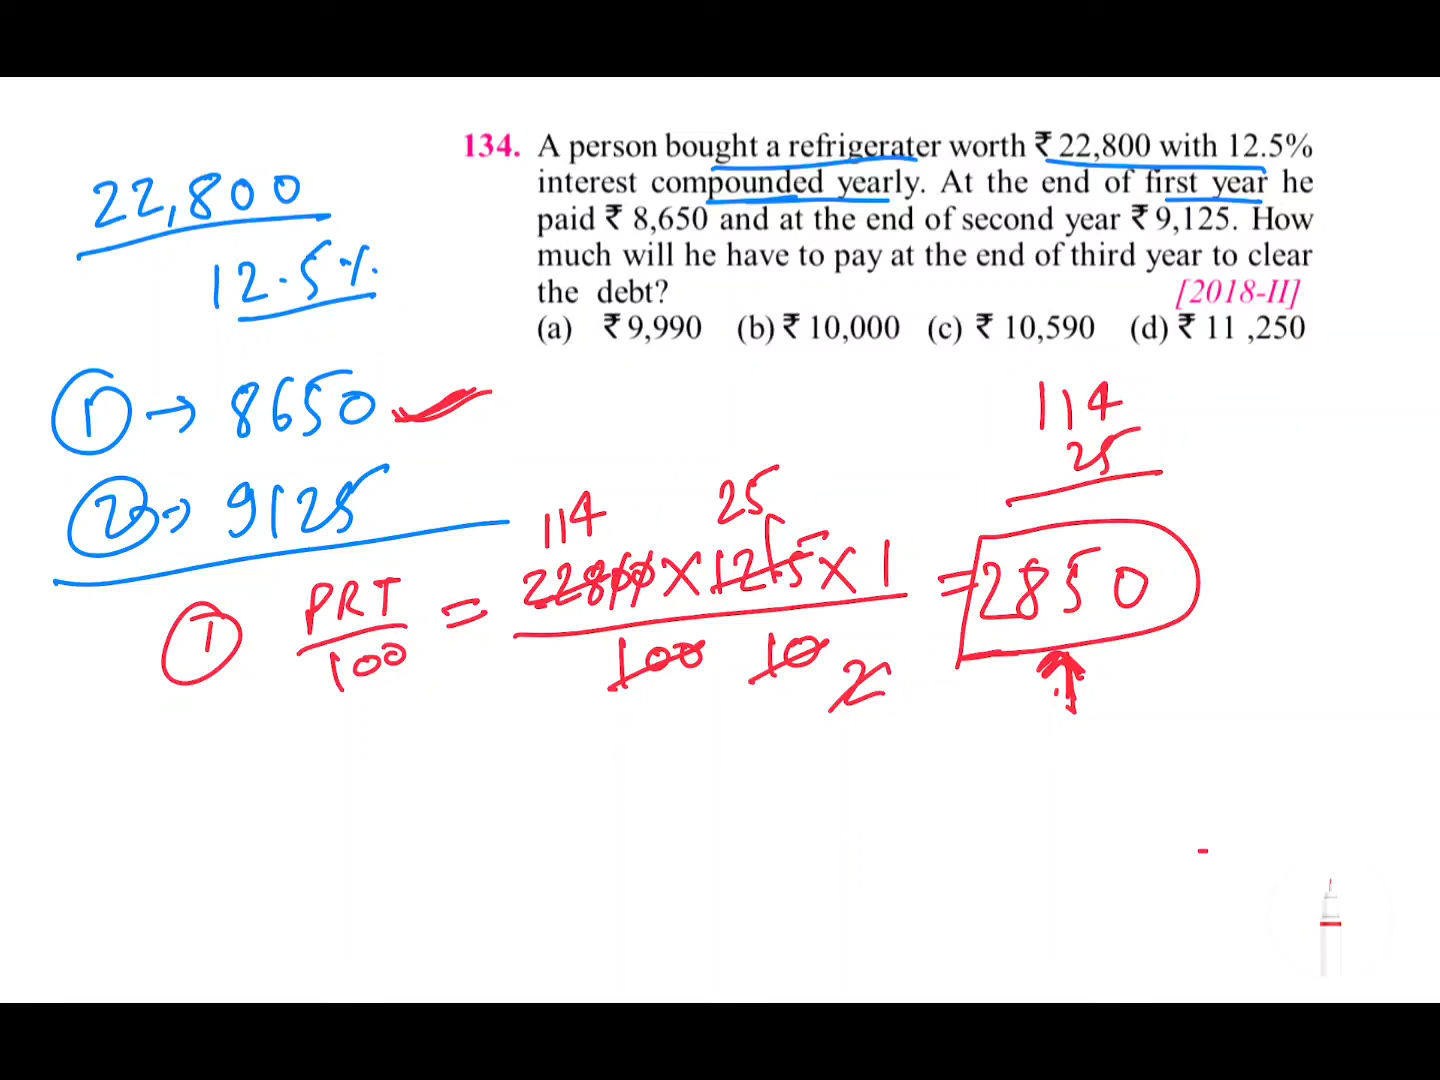 134. A person bought a refrigerater worth ₹ 22,800 with 12.5%
interest compounded yearly. At the end of first year he
paid ₹ 8,650 and at the end of second year ₹ 9,125. How
much will he have to pay at the end of third year to clear
the debt? [2018-II]
(a) ₹ 9,990 (b) ₹ 10,000 (c) ₹ 10,590 (d) ₹ 11 ,250
22,800
12.5%
1 → 8650
2 → 9125
114
25
114 25
1 PRT/100 = 22800 × 125 × 1 / 100 10 2 = 2850